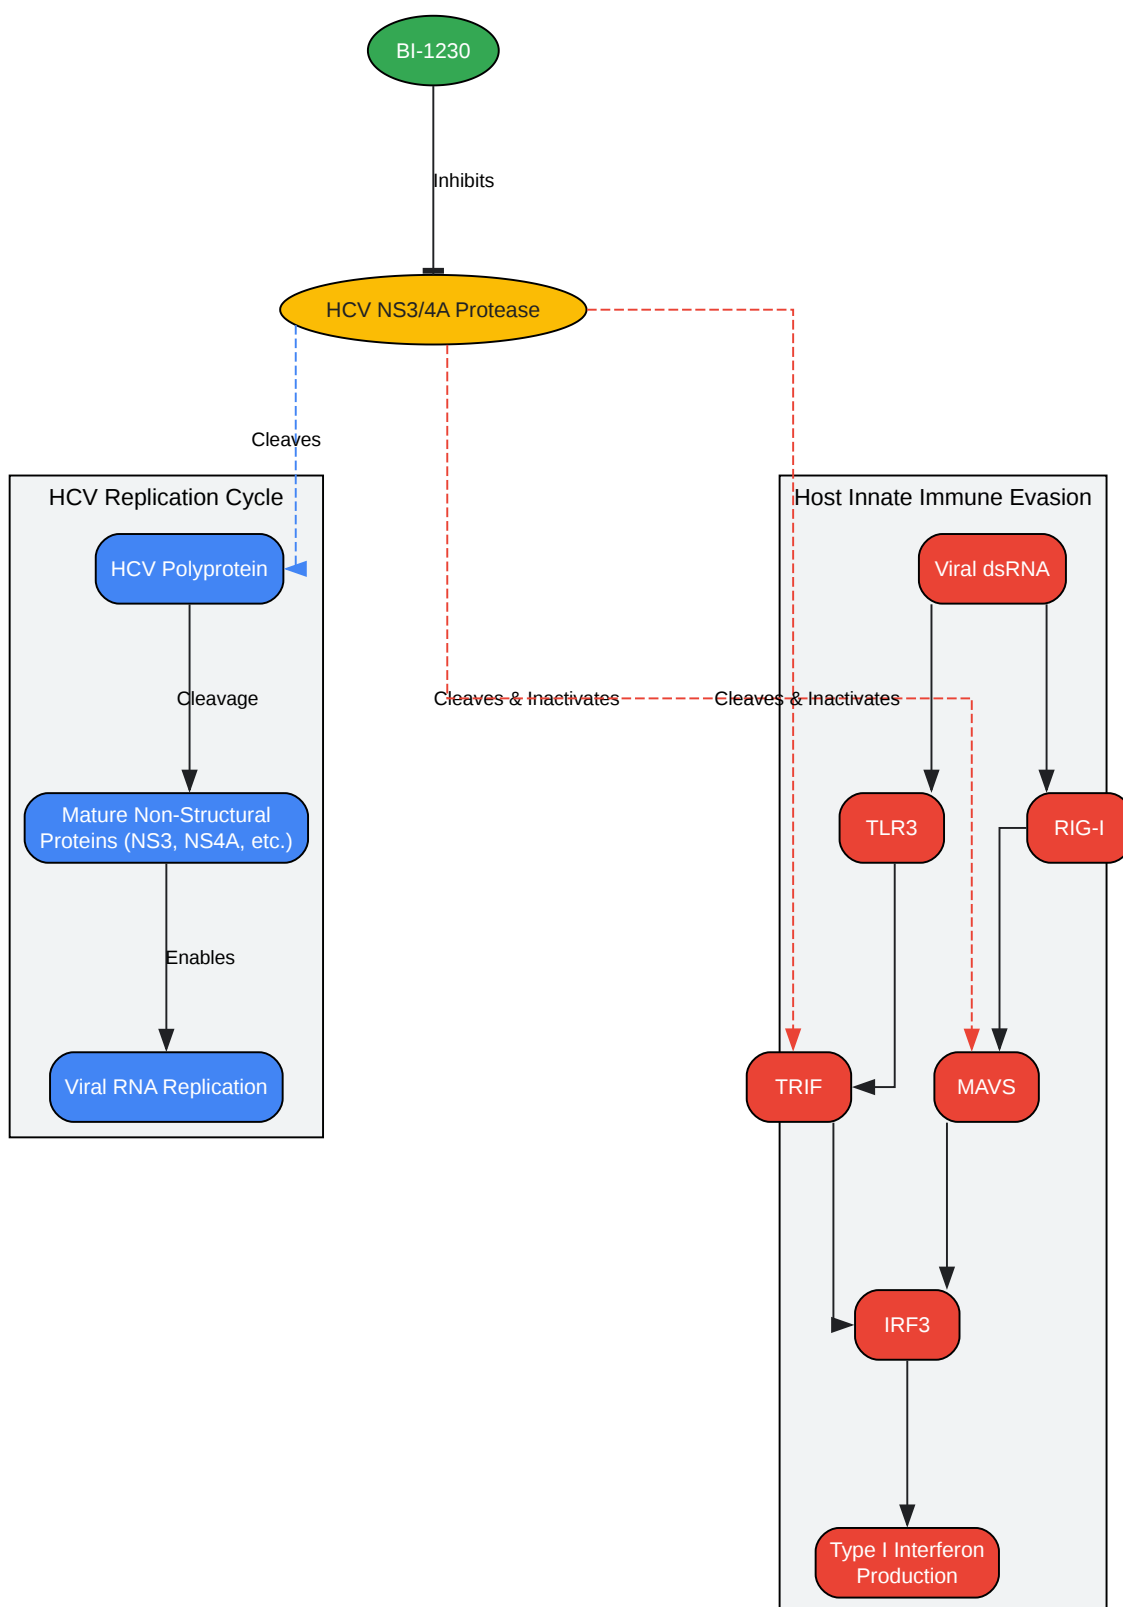 BI-1230
Inhibits
HCV NS3/4A Protease
Cleaves
HCV Replication Cycle
Host Innate Immune Evasion
HCV Polyprotein
Viral dsRNA
Cleavage
Cleaves & Inactivates
Cleaves & Inactivates
Mature Non-Structural
Proteins (NS3, NS4A, etc.)
TLR3
RIG-I
Enables
Viral RNA Replication
TRIF
MAVS
IRF3
Type I Interferon
Production